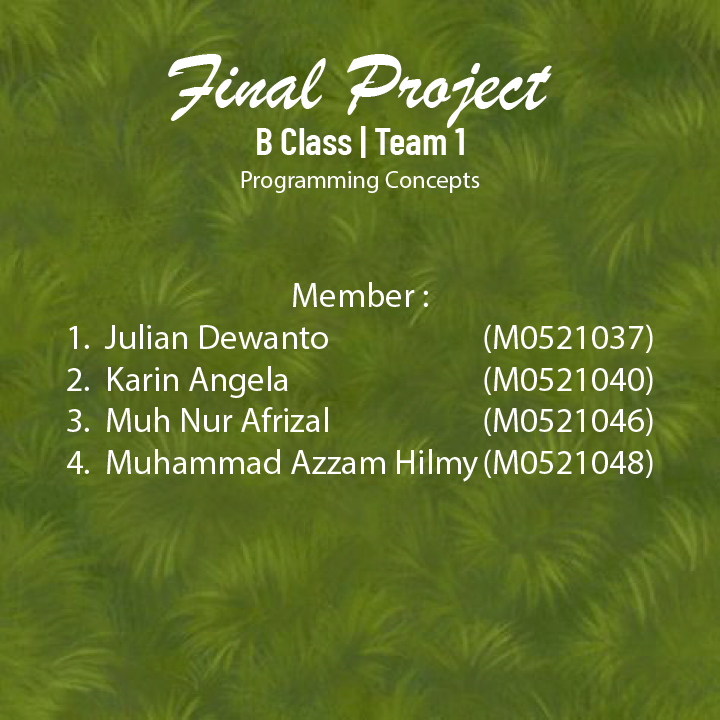 Final Project
B Class | Team 1
Programming Concepts
Member :
1. Julian Dewanto (M0521037)
2. Karin Angela (M0521040)
3. Muh Nur Afrizal (M0521046)
4. Muhammad Azzam Hilmy (M0521048)